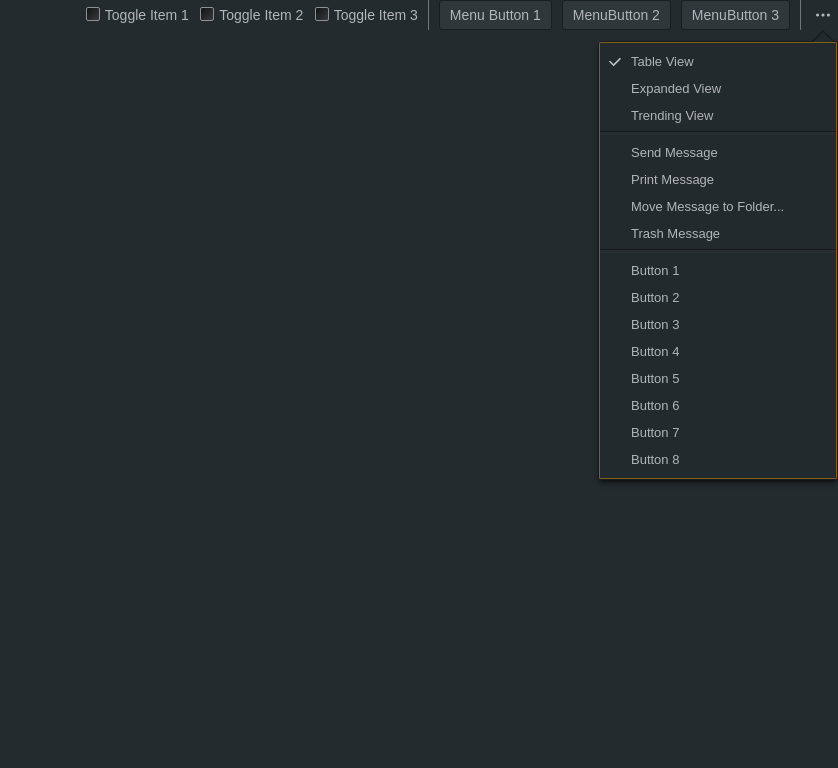 Toggle Item 1 Toggle Item 2 Toggle Item 3 Menu Button 1 MenuButton 2 MenuButton 3
Table View
Expanded View
Trending View
Send Message
Print Message
Move Message to Folder...
Trash Message
Button 1
Button 2
Button 3
Button 4
Button 5
Button 6
Button 7
Button 8